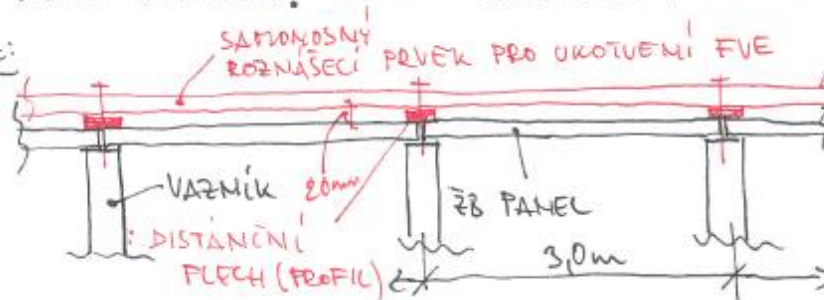 SAMONOSNÝ
ROZNÁŠECÍ PRVEK PRO UKOTVENÍ FVE
VAZNÍK
20mm
ŽB PANEL
: DISTANČNÍ
PLECH (PROFIL)
3,0m